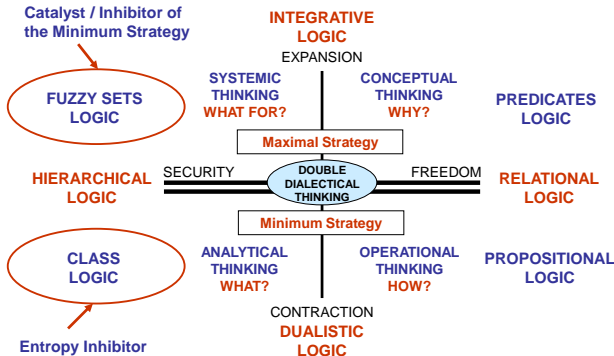 Catalyst / Inhibitor of
the Minimum Strategy
INTEGRATIVE
LOGIC
EXPANSION
SYSTEMIC
THINKING
WHAT FOR?
CONCEPTUAL
THINKING
WHY?
FUZZY SETS
LOGIC
PREDICATES
LOGIC
Maximal Strategy
HIERARCHICAL
LOGIC
SECURITY
DOUBLE
DIALECTICAL
THINKING
FREEDOM
RELATIONAL
LOGIC
Minimum Strategy
CLASS
LOGIC
ANALYTICAL
THINKING
WHAT?
OPERATIONAL
THINKING
HOW?
PROPOSITIONAL
LOGIC
CONTRACTION
DUALISTIC
LOGIC
Entropy Inhibitor